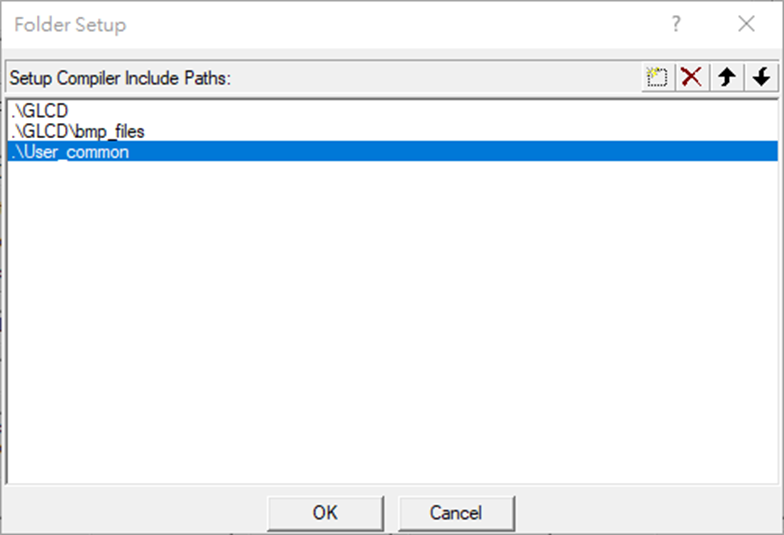 Folder Setup
?
Setup Compiler Include Paths:
.\GLCD
.\GLCD\bmp_files
.\User_common
OK
Cancel